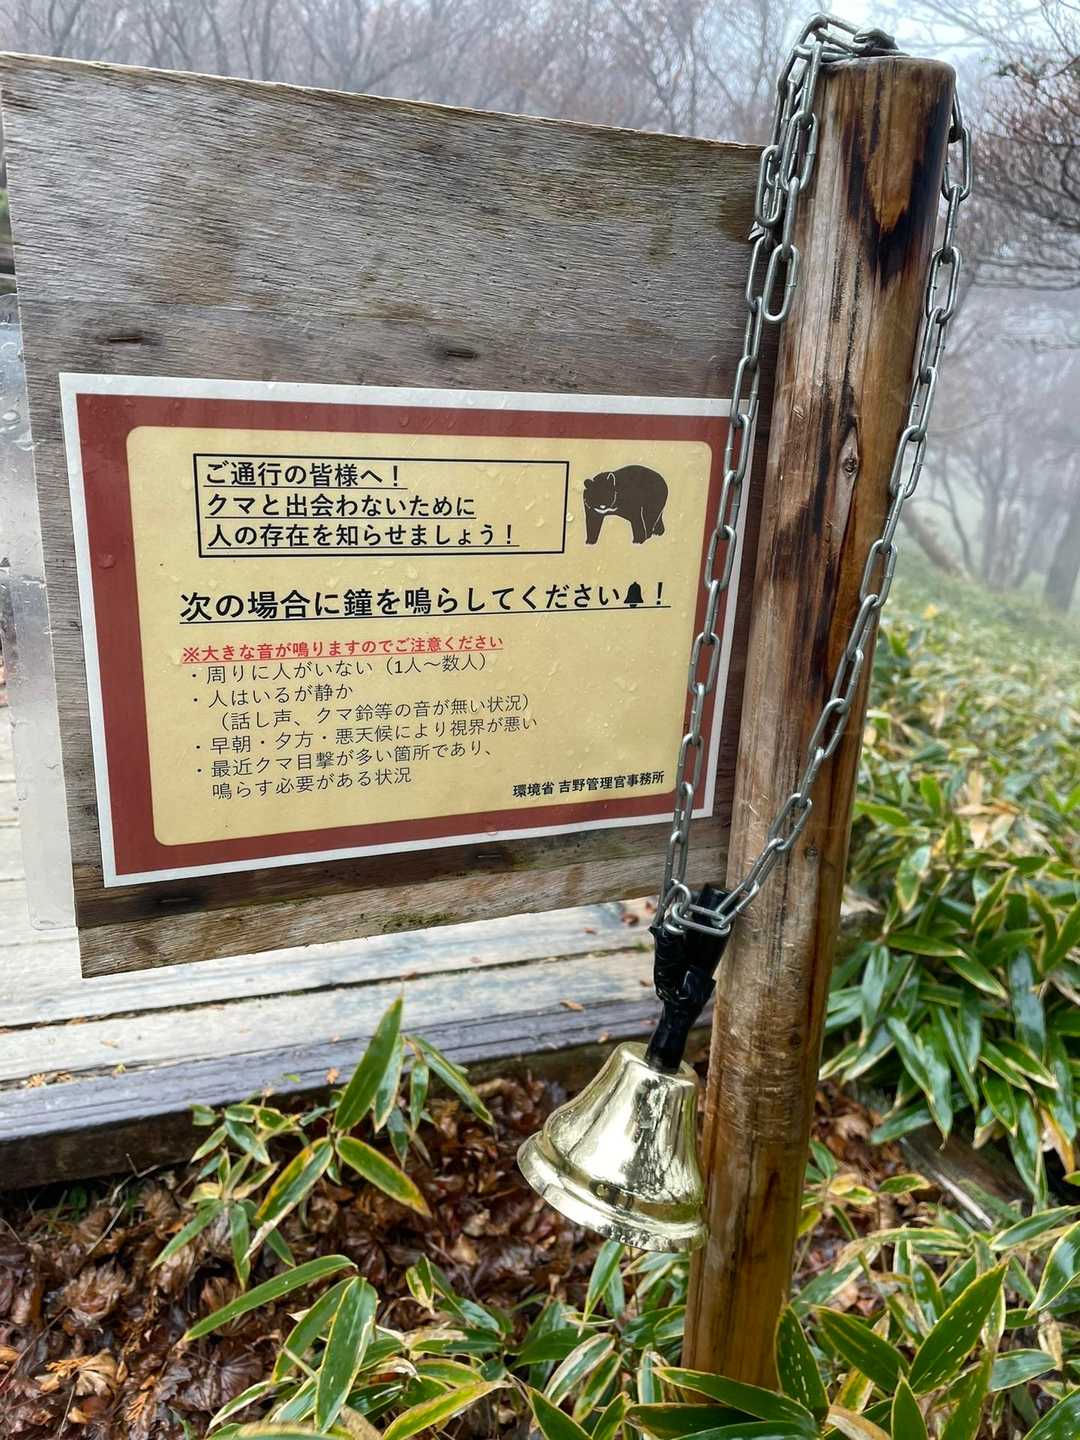 ご通行の皆様へ！
クマと出会わないために
人の存在を知らせましょう！
次の場合に鐘を鳴らしてください🔔！
※大きな音が鳴りますのでご注意ください
・周りに人がいない（1人～数人）
・人はいるが静か
（話し声、クマ鈴等の音が無い状況）
・早朝・夕方・悪天候により視界が悪い
・最近クマ目撃が多い箇所であり、
鳴らす必要がある状況
環境省 吉野管理官事務所